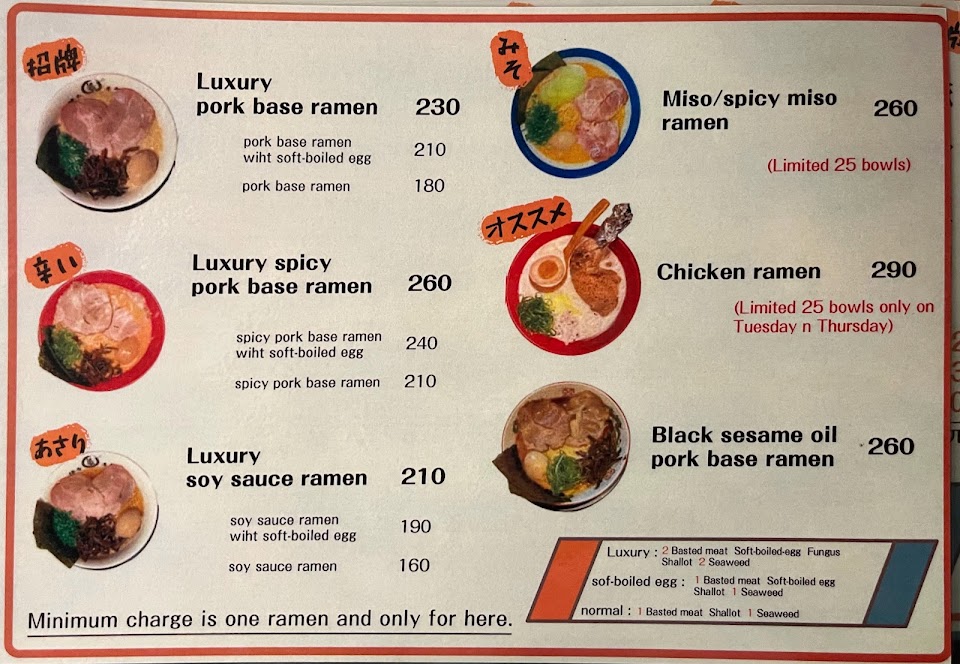 招牌
Luxury
pork base ramen 230
pork base ramen
wiht soft-boiled egg 210
pork base ramen 180
辛い
Luxury spicy
pork base ramen 260
spicy pork base ramen
wiht soft-boiled egg 240
spicy pork base ramen 210
あさり
Luxury
soy sauce ramen 210
soy sauce ramen
wiht soft-boiled egg 190
soy sauce ramen 160
Minimum charge is one ramen and only for here.
みそ
Miso/spicy miso
ramen 260
(Limited 25 bowls)
オススメ
Chicken ramen 290
(Limited 25 bowls only on
Tuesday n Thursday)
Black sesame oil
pork base ramen 260
Luxury : 2 Basted meat Soft-boiled-egg Fungus
Shallot 2 Seaweed
sof-boiled egg : 1 Basted meat Soft-boiled egg
Shallot 1 Seaweed
normal : 1 Basted meat Shallot 1 Seaweed